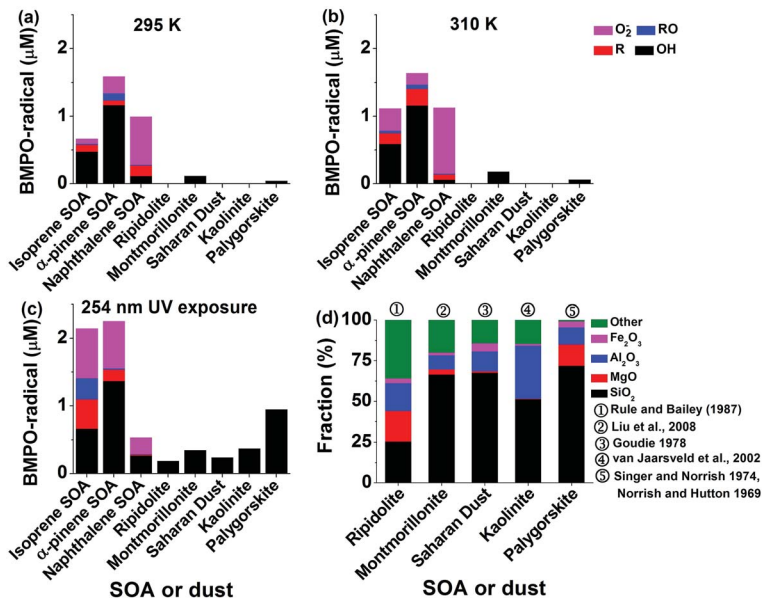 (a)
295 K
BMPO-radical (μM)
2
1
0
Isoprene SOA
α-pinene SOA
Naphthalene SOA
Ripidolite
Montmorillonite
Saharan Dust
Kaolinite
Palygorskite
(b)
310 K
BMPO-radical (μM)
2
1
0
Isoprene SOA
α-pinene SOA
Naphthalene SOA
Ripidolite
Montmorillonite
Saharan Dust
Kaolinite
Palygorskite
O₂⁻ RO
R OH
(c)
254 nm UV exposure
BMPO-radical (μM)
2
1
0
Isoprene SOA
α-pinene SOA
Naphthalene SOA
Ripidolite
Montmorillonite
Saharan Dust
Kaolinite
Palygorskite
SOA or dust
(d)
① ② ③ ④ ⑤
Fraction (%)
100
75
50
25
0
Ripidolite
Montmorillonite
Saharan Dust
Kaolinite
Palygorskite
SOA or dust
Other
Fe₂O₃
Al₂O₃
MgO
SiO₂
① Rule and Bailey (1987)
② Liu et al., 2008
③ Goudie 1978
④ van Jaarsveld et al., 2002
⑤ Singer and Norrish 1974,
Norrish and Hutton 1969